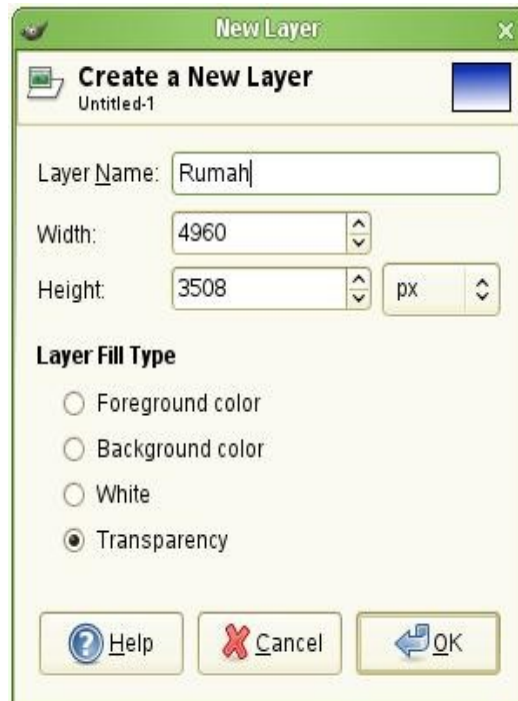 New Layer
Create a New Layer
Untitled-1
Layer Name: Rumah
Width: 4960
Height: 3508 px
Layer Fill Type
Foreground color
Background color
White
Transparency
Help Cancel OK